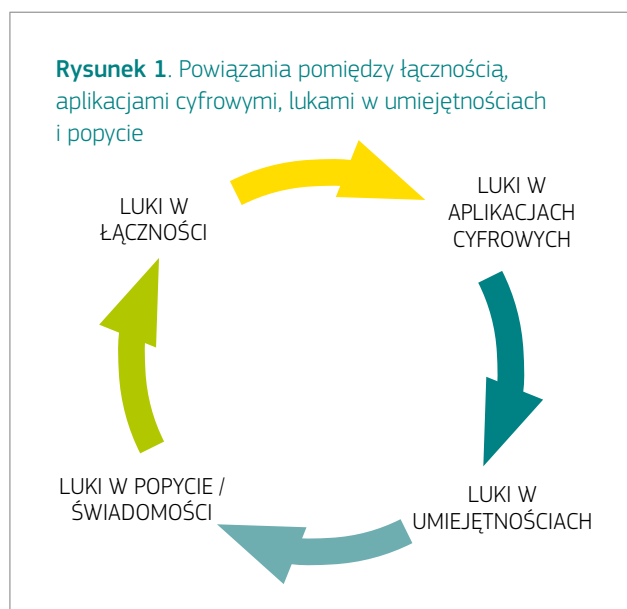 Rysunek 1. Powiązania pomiędzy łącznością,
aplikacjami cyfrowymi, lukami w umiejętnościach
i popycie
LUKI W
ŁĄCZNOŚCI
LUKI W
APLIKACJACH
CYFROWYCH
LUKI W POPYCIE /
ŚWIADOMOŚCI
LUKI W
UMIEJĘTNOŚCIACH